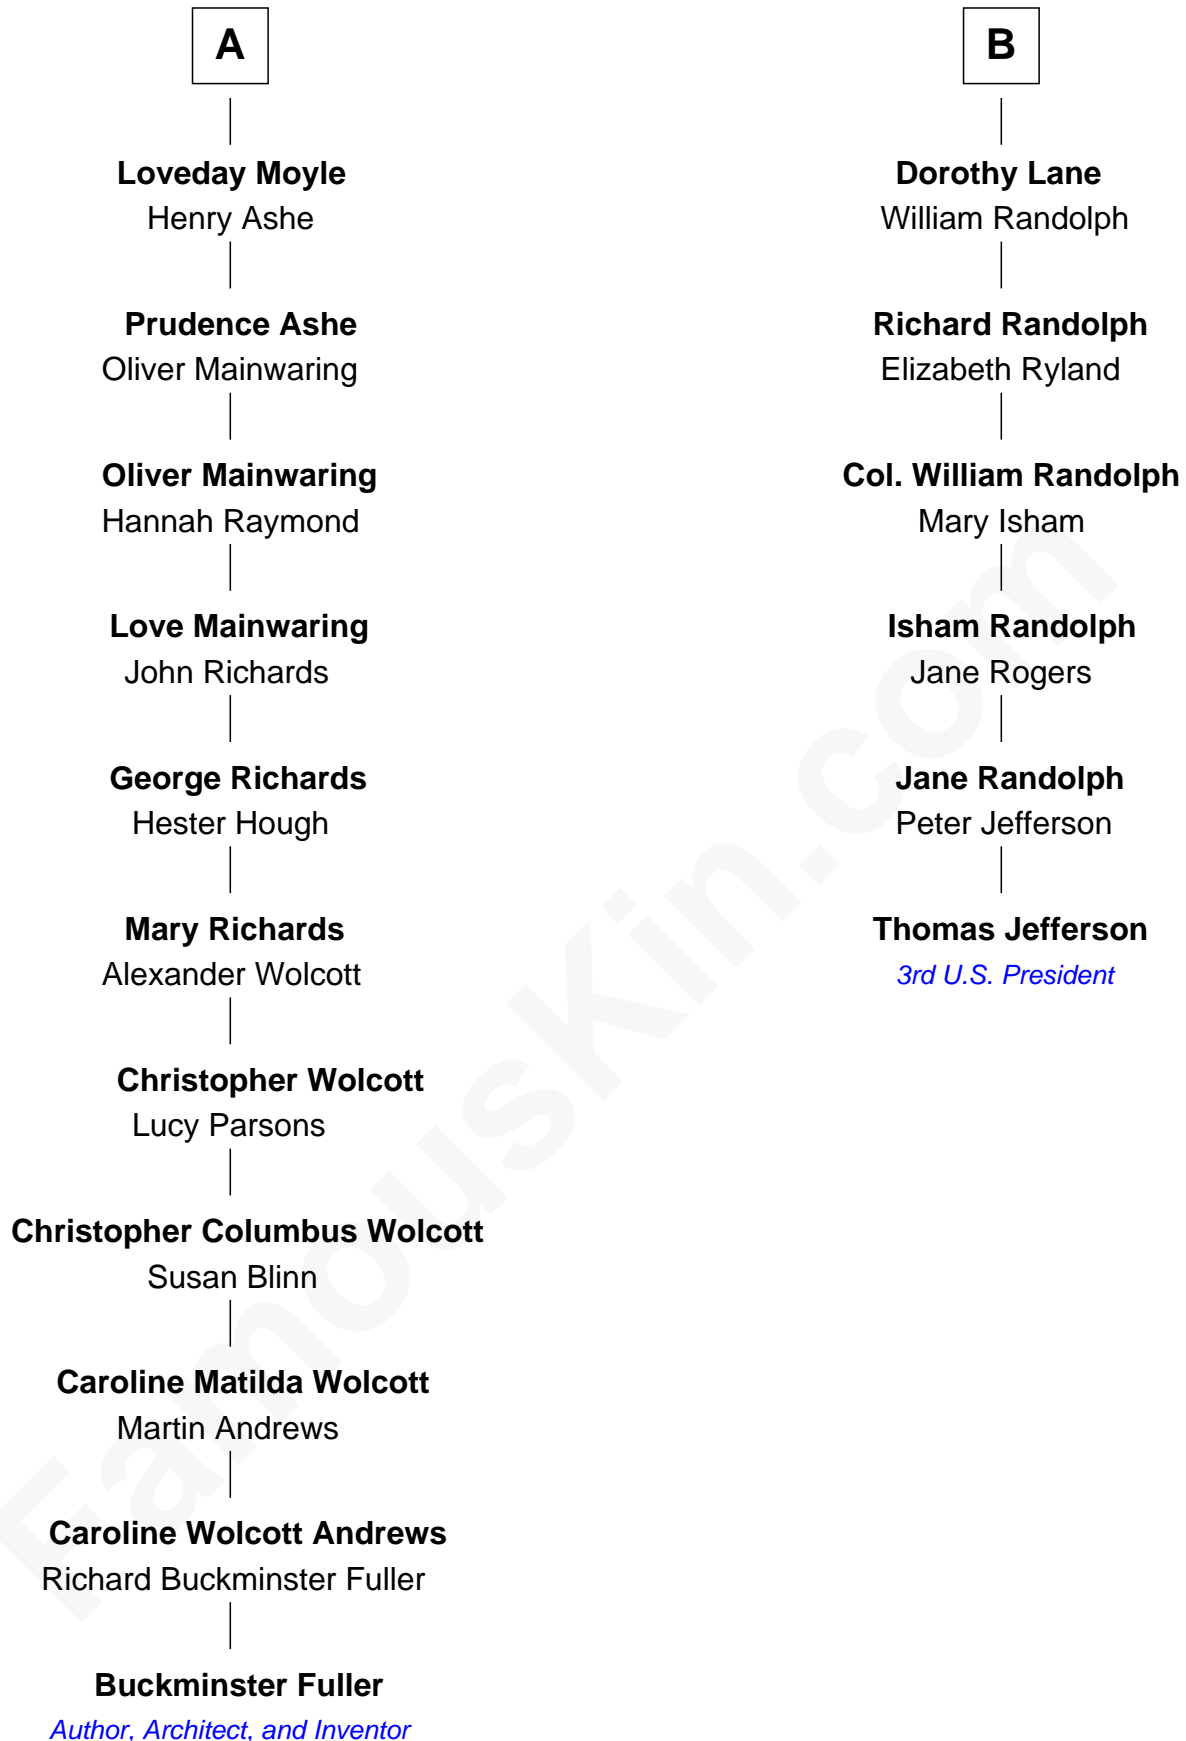 A
Loveday Moyle
Henry Ashe
Prudence Ashe
Oliver Mainwaring
Oliver Mainwaring
Hannah Raymond
Love Mainwaring
John Richards
George Richards
Hester Hough
Mary Richards
Alexander Wolcott
Christopher Wolcott
Lucy Parsons
Christopher Columbus Wolcott
Susan Blinn
Caroline Matilda Wolcott
Martin Andrews
Caroline Wolcott Andrews
Richard Buckminster Fuller
Buckminster Fuller
Author, Architect, and Inventor
B
Dorothy Lane
William Randolph
Richard Randolph
Elizabeth Ryland
Col. William Randolph
Mary Isham
Isham Randolph
Jane Rogers
Jane Randolph
Peter Jefferson
Thomas Jefferson
3rd U.S. President
FamousKin.com